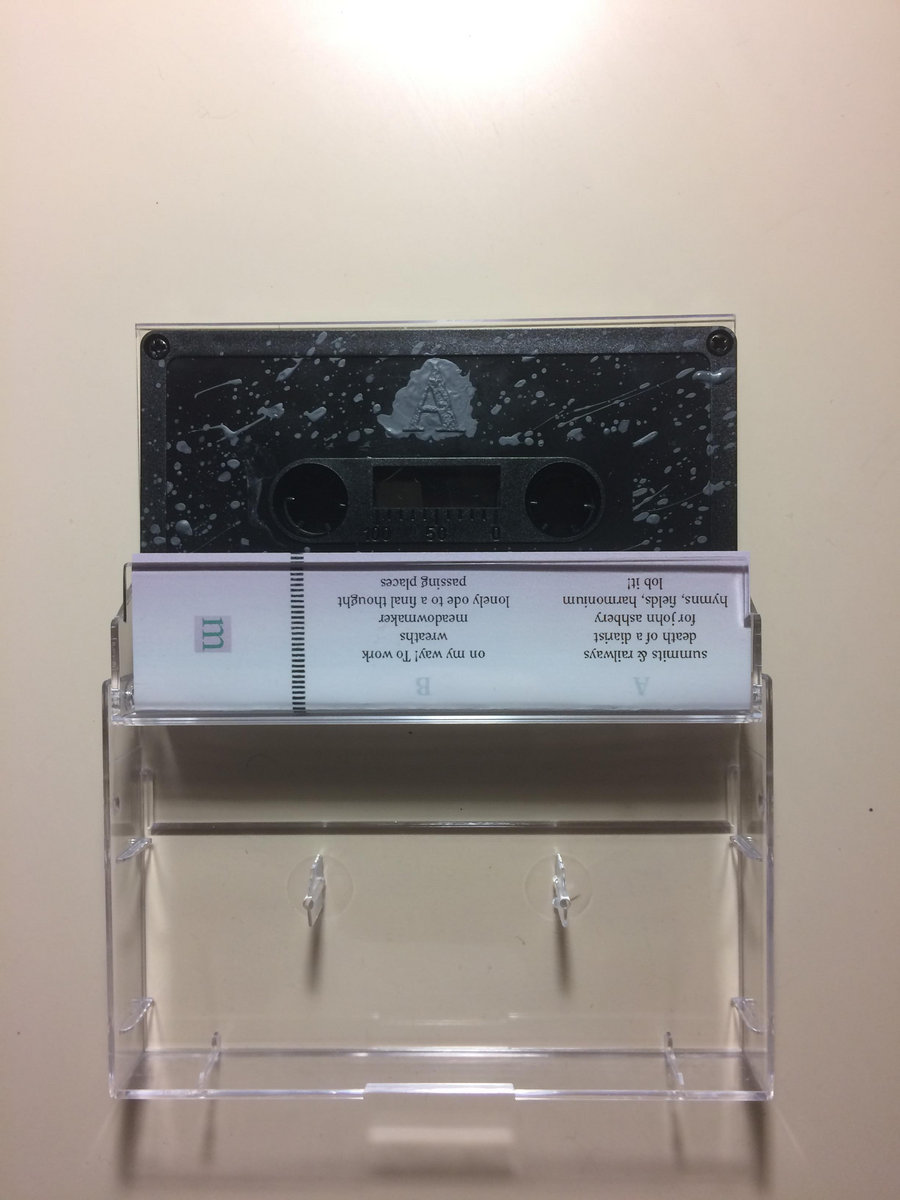 A
100 50 0
A
summits & railways
death of a diarist
for john ashbery
hymns, fields, harmonium
lob it!
B
on my way! To work
wreaths
meadowmaker
lonely ode to a final thought
passing places
m